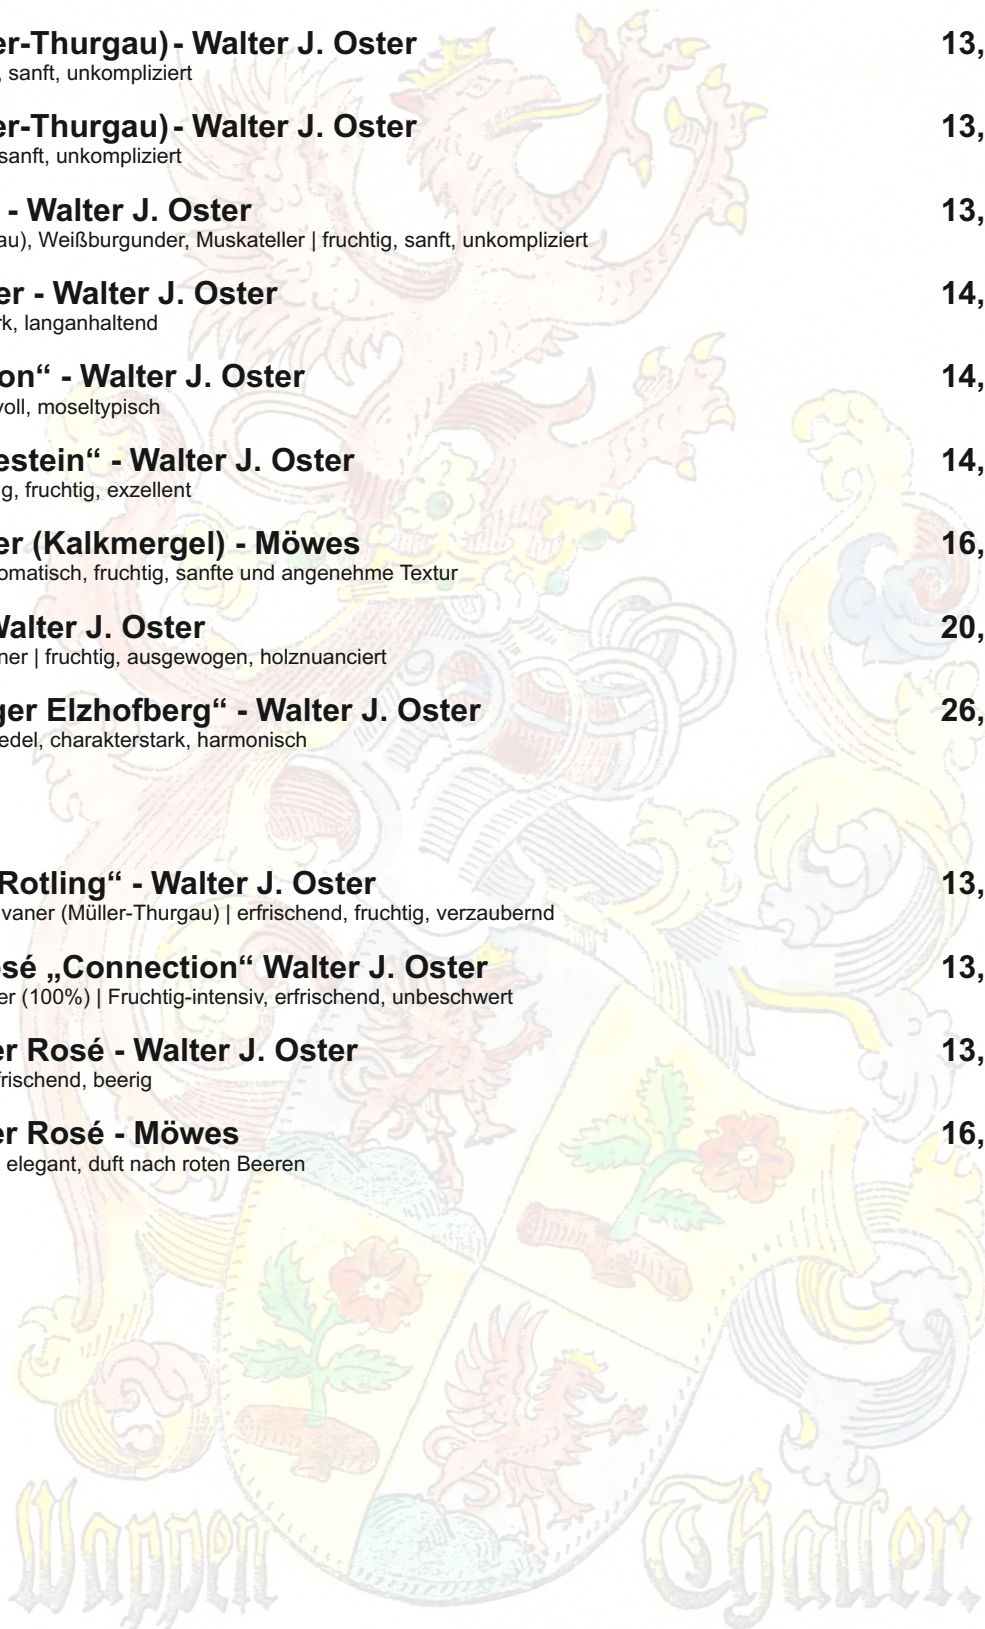 er-Thurgau) - Walter J. Oster 13,
, sanft, unkompliziert
er-Thurgau) - Walter J. Oster 13,
sanft, unkompliziert
- Walter J. Oster 13,
au), Weißburgunder, Muskateller | fruchtig, sanft, unkompliziert
er - Walter J. Oster 14,
rk, langanhaltend
on“ - Walter J. Oster 14,
voll, moseltypisch
estein“ - Walter J. Oster 14,
g, fruchtig, exzellent
er (Kalkmergel) - Möwes 16,
omatisch, fruchtig, sanfte und angenehme Textur
Walter J. Oster 20,
ner | fruchtig, ausgewogen, holznuanciert
ger Elzhofberg“ - Walter J. Oster 26,
edel, charakterstark, harmonisch
Rotling“ - Walter J. Oster 13,
vaner (Müller-Thurgau) | erfrischend, fruchtig, verzaubernd
osé „Connection“ Walter J. Oster 13,
er (100%) | Fruchtig-intensiv, erfrischend, unbeschwert
er Rosé - Walter J. Oster 13,
frischend, beerig
er Rosé - Möwes 16,
elegant, duft nach roten Beeren
Wappen Thaller.